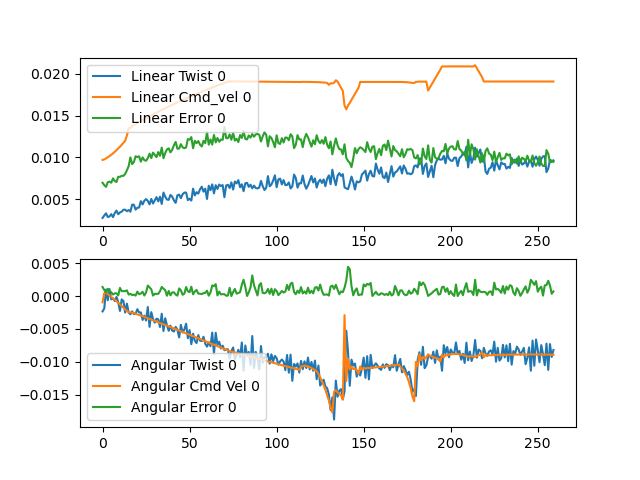 0.020
0.015
0.010
0.005
Linear Twist 0
Linear Cmd_vel 0
Linear Error 0
0 50 100 150 200 250
0.005
0.000
−0.005
−0.010
−0.015
Angular Twist 0
Angular Cmd Vel 0
Angular Error 0
0 50 100 150 200 250